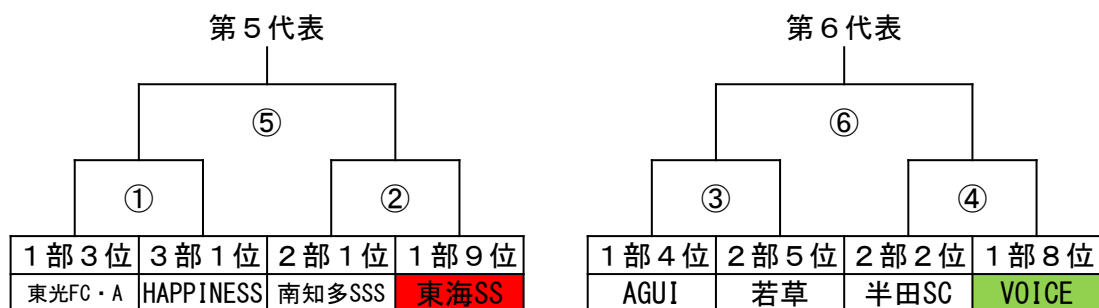 第５代表
⑤
① ②
１部３位 ３部１位 ２部１位 １部９位
東光FC・A HAPPINESS 南知多SSS 東海SS
第６代表
⑥
③ ④
１部４位 ２部５位 ２部２位 １部８位
AGUI 若草 半田SC VOICE